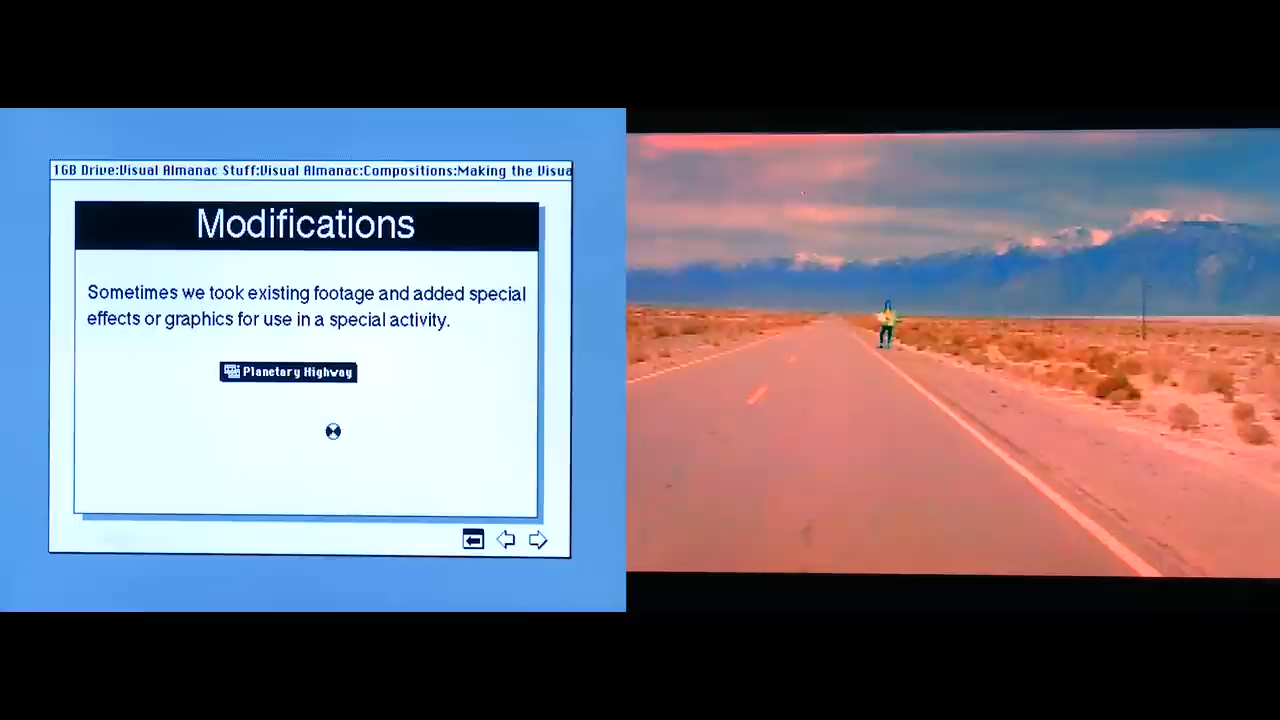 1GB Drive:Visual Almanac Stuff:Visual Almanac:Compositions:Making the Visua
Modifications
Sometimes we took existing footage and added special
effects or graphics for use in a special activity.
Planetary Highway